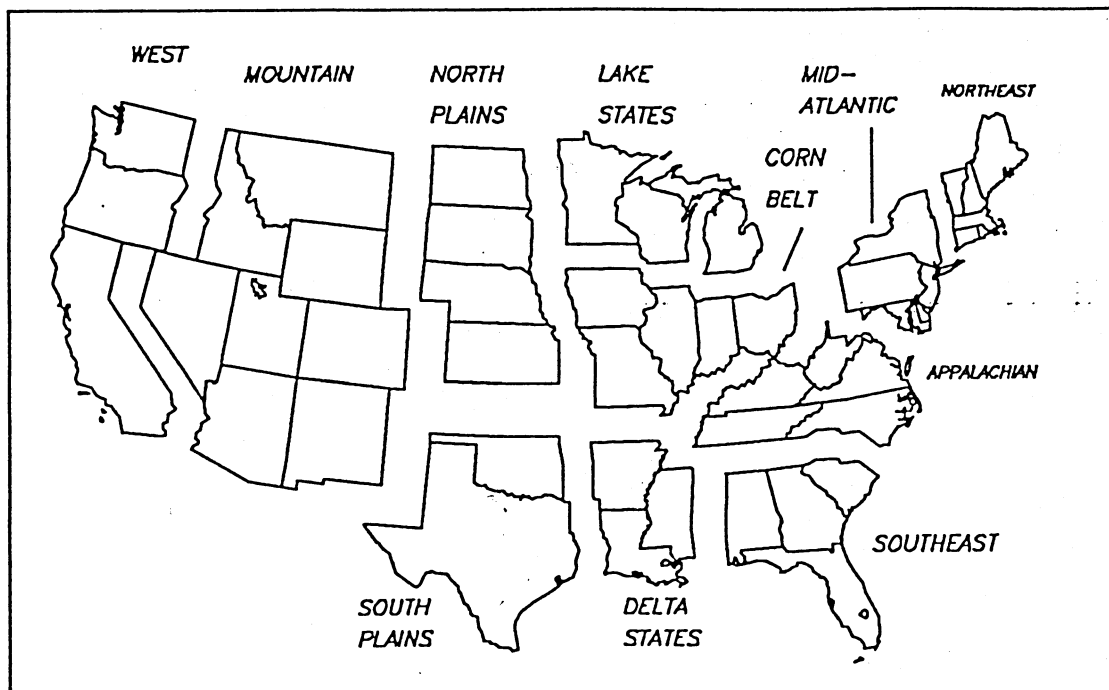 WEST
MOUNTAIN
NORTH
PLAINS
LAKE
STATES
MID-
ATLANTIC
NORTHEAST
CORN
BELT
APPALACHIAN
SOUTHEAST
SOUTH
PLAINS
DELTA
STATES